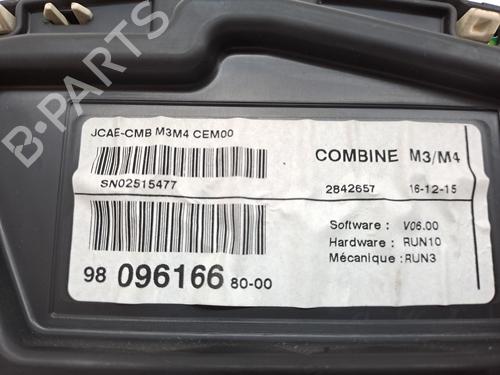 B-PARTS
JCAE-CMB M3M4 CEM00
SN02515477
98 096166 80-00
COMBINE M3/M4
2842657 16-12-15
Software : V06.00
Hardware : RUN10
Mécanique : RUN3